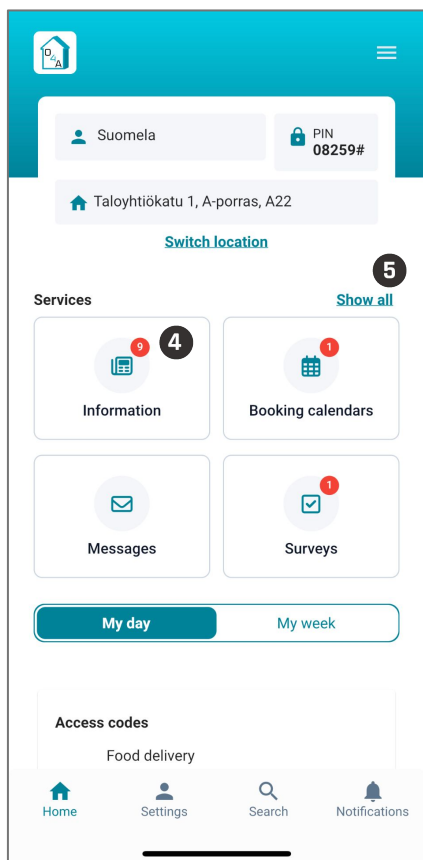 O4A
Suomela
PIN
08259#
Taloyhtiökatu 1, A-porras, A22
Switch location
5
Services
Show all
9
4
1
Information
Booking calendars
1
Messages
Surveys
My day
My week
Access codes
Food delivery
Home
Settings
Search
Notifications